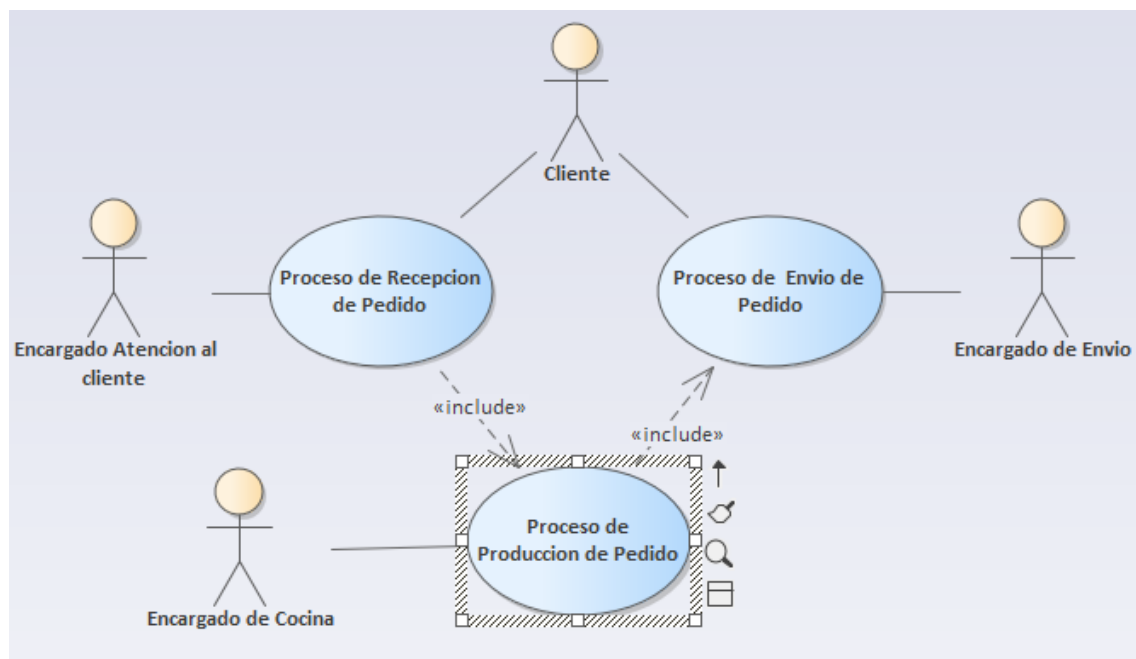 Cliente
Proceso de Recepcion
de Pedido
Proceso de Envio de
Pedido
Encargado Atencion al
cliente
Encargado de Envio
«include»
«include»
Proceso de
Produccion de Pedido
Encargado de Cocina